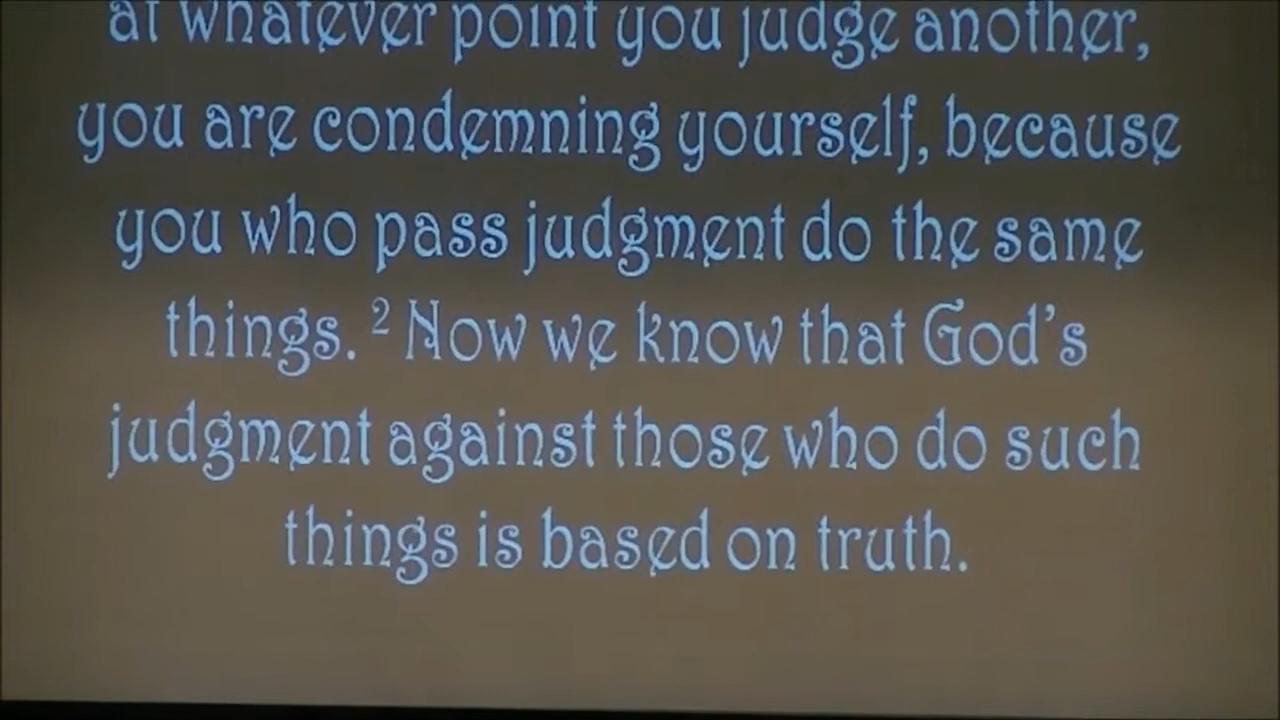 at whatever point you judge another,
you are condemning yourself, because
you who pass judgment do the same
things. ² Now we know that God’s
judgment against those who do such
things is based on truth.